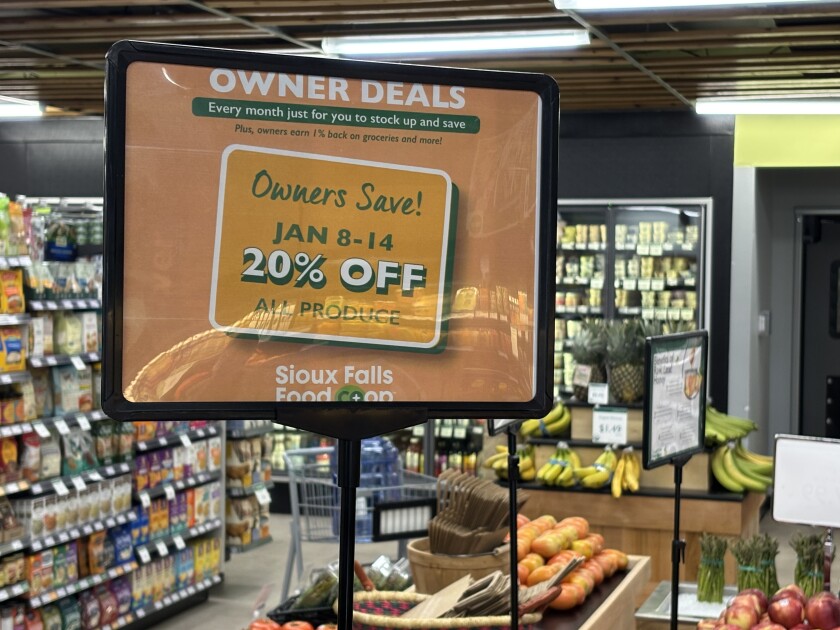 OWNER DEALS
Every month just for you to stock up and save
Plus, owners earn 1% back on groceries and more!
Owners Save!
JAN 8-14
20% OFF
ALL PRODUCE
Sioux Falls
Food Co+op
$1.49